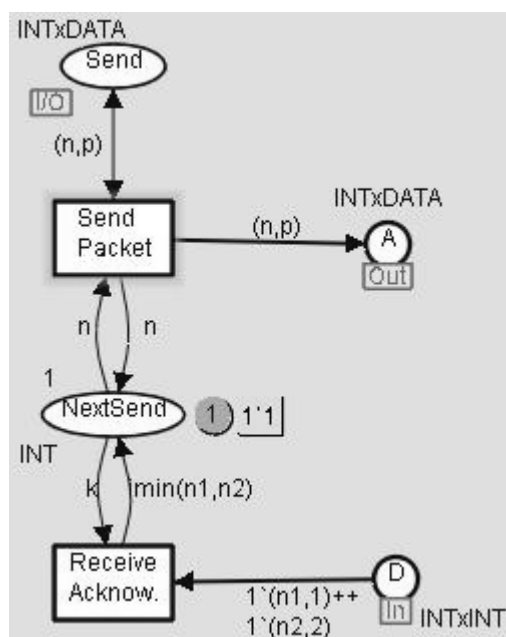 INTxDATA
Send
I/O
(n,p)
Send
Packet
(n,p)
INTxDATA
A
Out
n
n
1
NextSend
1
1`1
INT
k
min(n1,n2)
Receive
Acknow.
1`(n1,1)++
1`(n2,2)
D
In
INTxINT